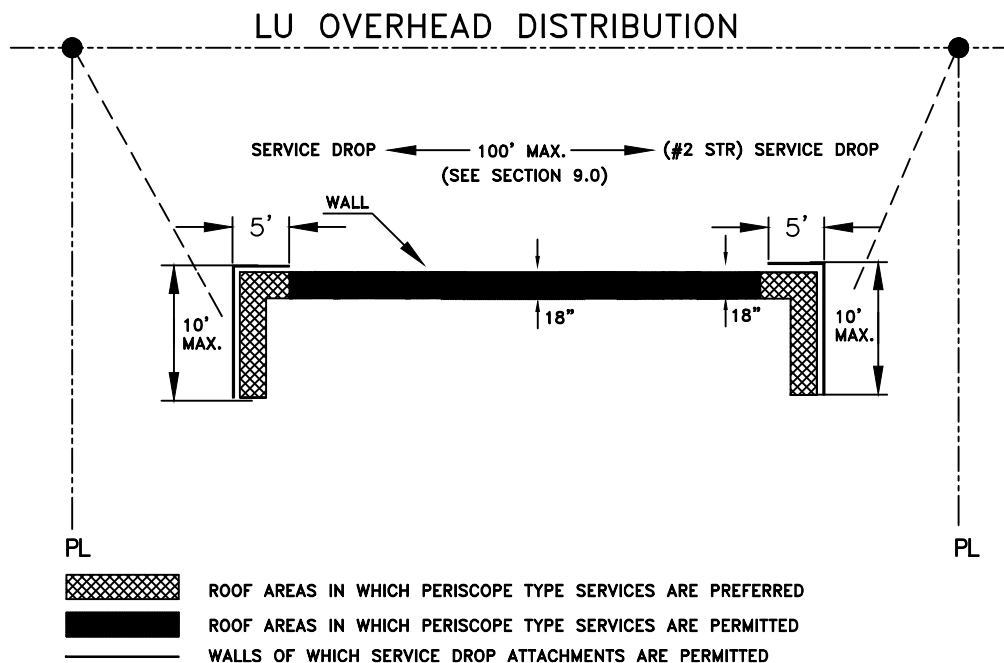 LU OVERHEAD DISTRIBUTION
SERVICE DROP 100' MAX. (#2 STR) SERVICE DROP
(SEE SECTION 9.0)
WALL
5' 5'
10' MAX.
18" 18"
10' MAX.
PL PL
ROOF AREAS IN WHICH PERISCOPE TYPE SERVICES ARE PREFERRED
ROOF AREAS IN WHICH PERISCOPE TYPE SERVICES ARE PERMITTED
WALLS OF WHICH SERVICE DROP ATTACHMENTS ARE PERMITTED